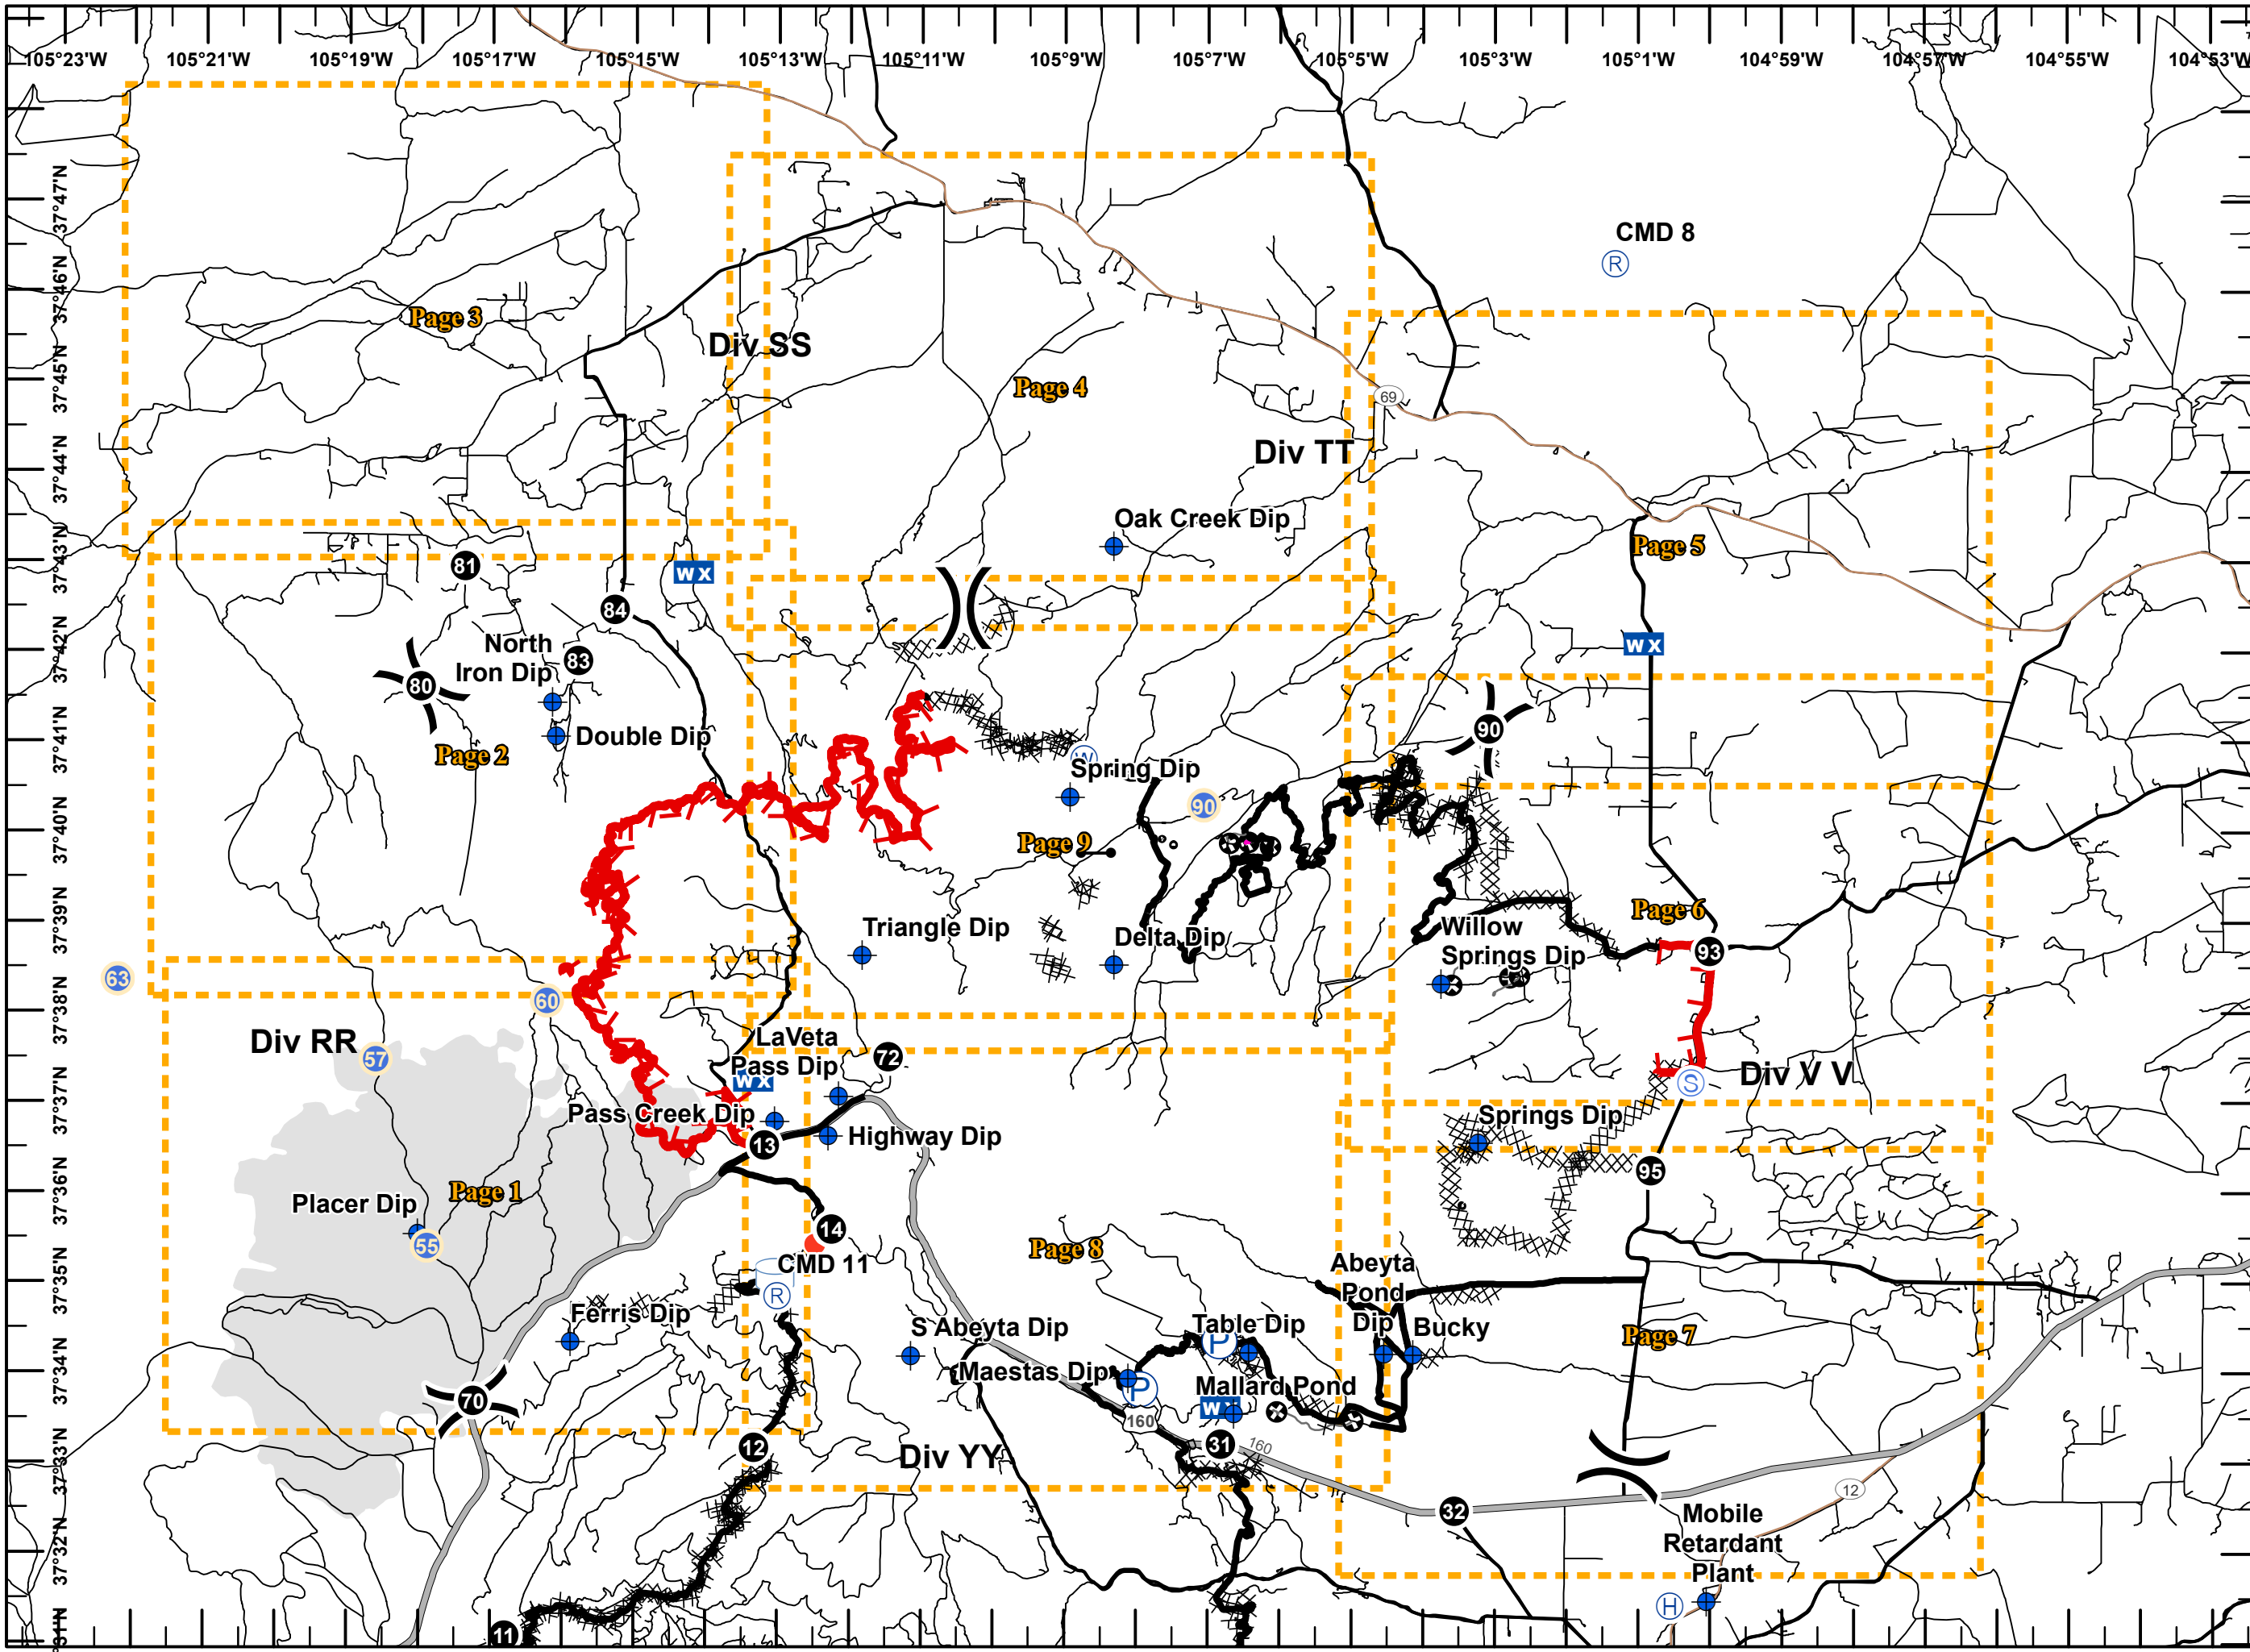 105°23'W 105°21'W 105°19'W 105°17'W 105°15'W 105°13'W 105°11'W 105°9'W 105°7'W 105°5'W 105°3'W 105°1'W 104°59'W 104°57'W 104°55'W 104°53'W
37°47'N
37°46'N
37°45'N
37°44'N
37°43'N
37°42'N
37°41'N
37°40'N
37°39'N
37°38'N
37°37'N
37°36'N
37°35'N
37°34'N
37°33'N
37°32'N
CMD 8
R
Page 3
Div SS
Page 4
69
Div TT
Oak Creek Dip
Page 5
81
WX
84
North
Iron Dip
83
WX
80
90
Double Dip
Page 2
W
Spring Dip
90
Page 9
Page 6
Triangle Dip
Delta Dip
Willow
Springs Dip
93
63
60
Div RR
57
LaVeta
Pass Dip
72
WX
Div V V
S
Pass Creek Dip
13
Highway Dip
Springs Dip
95
Placer Dip
Page 1
55
14
CMD 11
R
Page 8
Abeyta
Pond
Dip
Ferris Dip
S Abeyta Dip
Table Dip
Bucky
Page 7
P
Maestas Dip
P
Mallard Pond
70
160
WX
12
Div YY
31
160
12
32
Mobile
Retardant
Plant
H
11